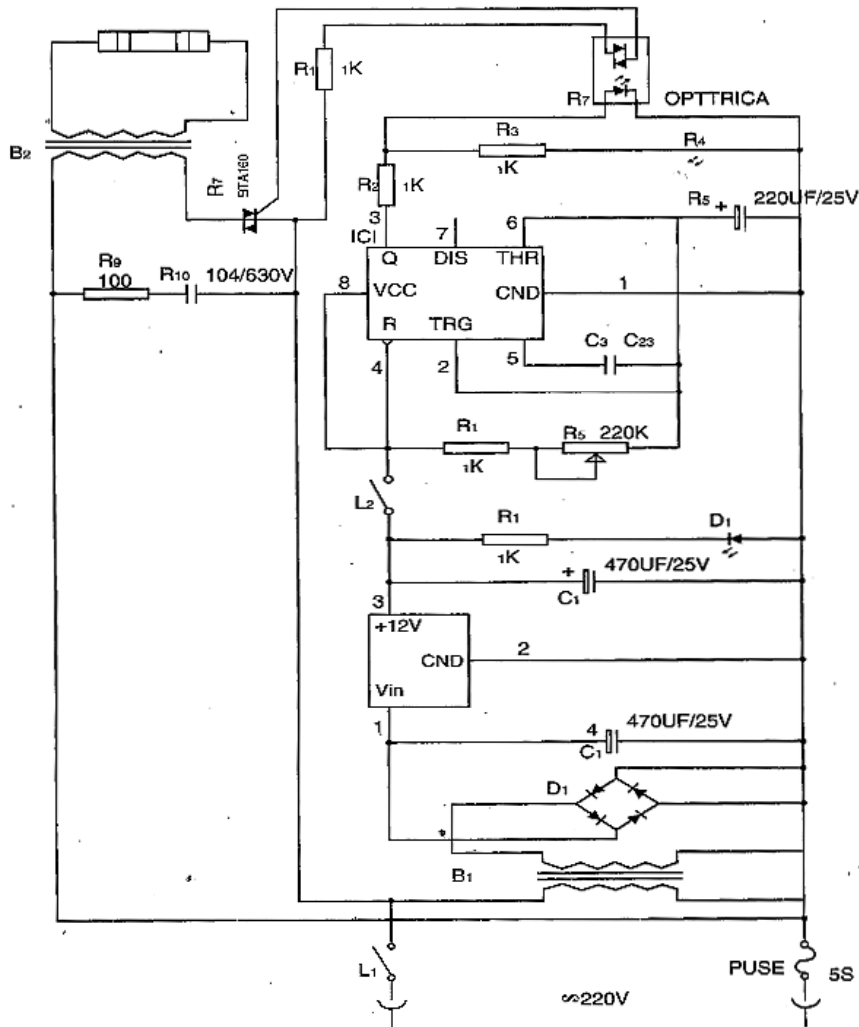 R1 1K
R7 OPTTRICA
B2
R7
STA160
R3
1K
R4
R2 1K
3
ICI
7
6
R5 + 220UF/25V
Q DIS THR
R9
100
R10 104/630V
8 VCC CND 1
R TRG
4 2 5
C3 C23
R1
1K
R5 220K
L2
R1
1K
D1
+ 470UF/25V
C1
3
+12V
CND 2
Vin
1
4 470UF/25V
C1
D1
B1
L1
∽220V
PUSE 5S